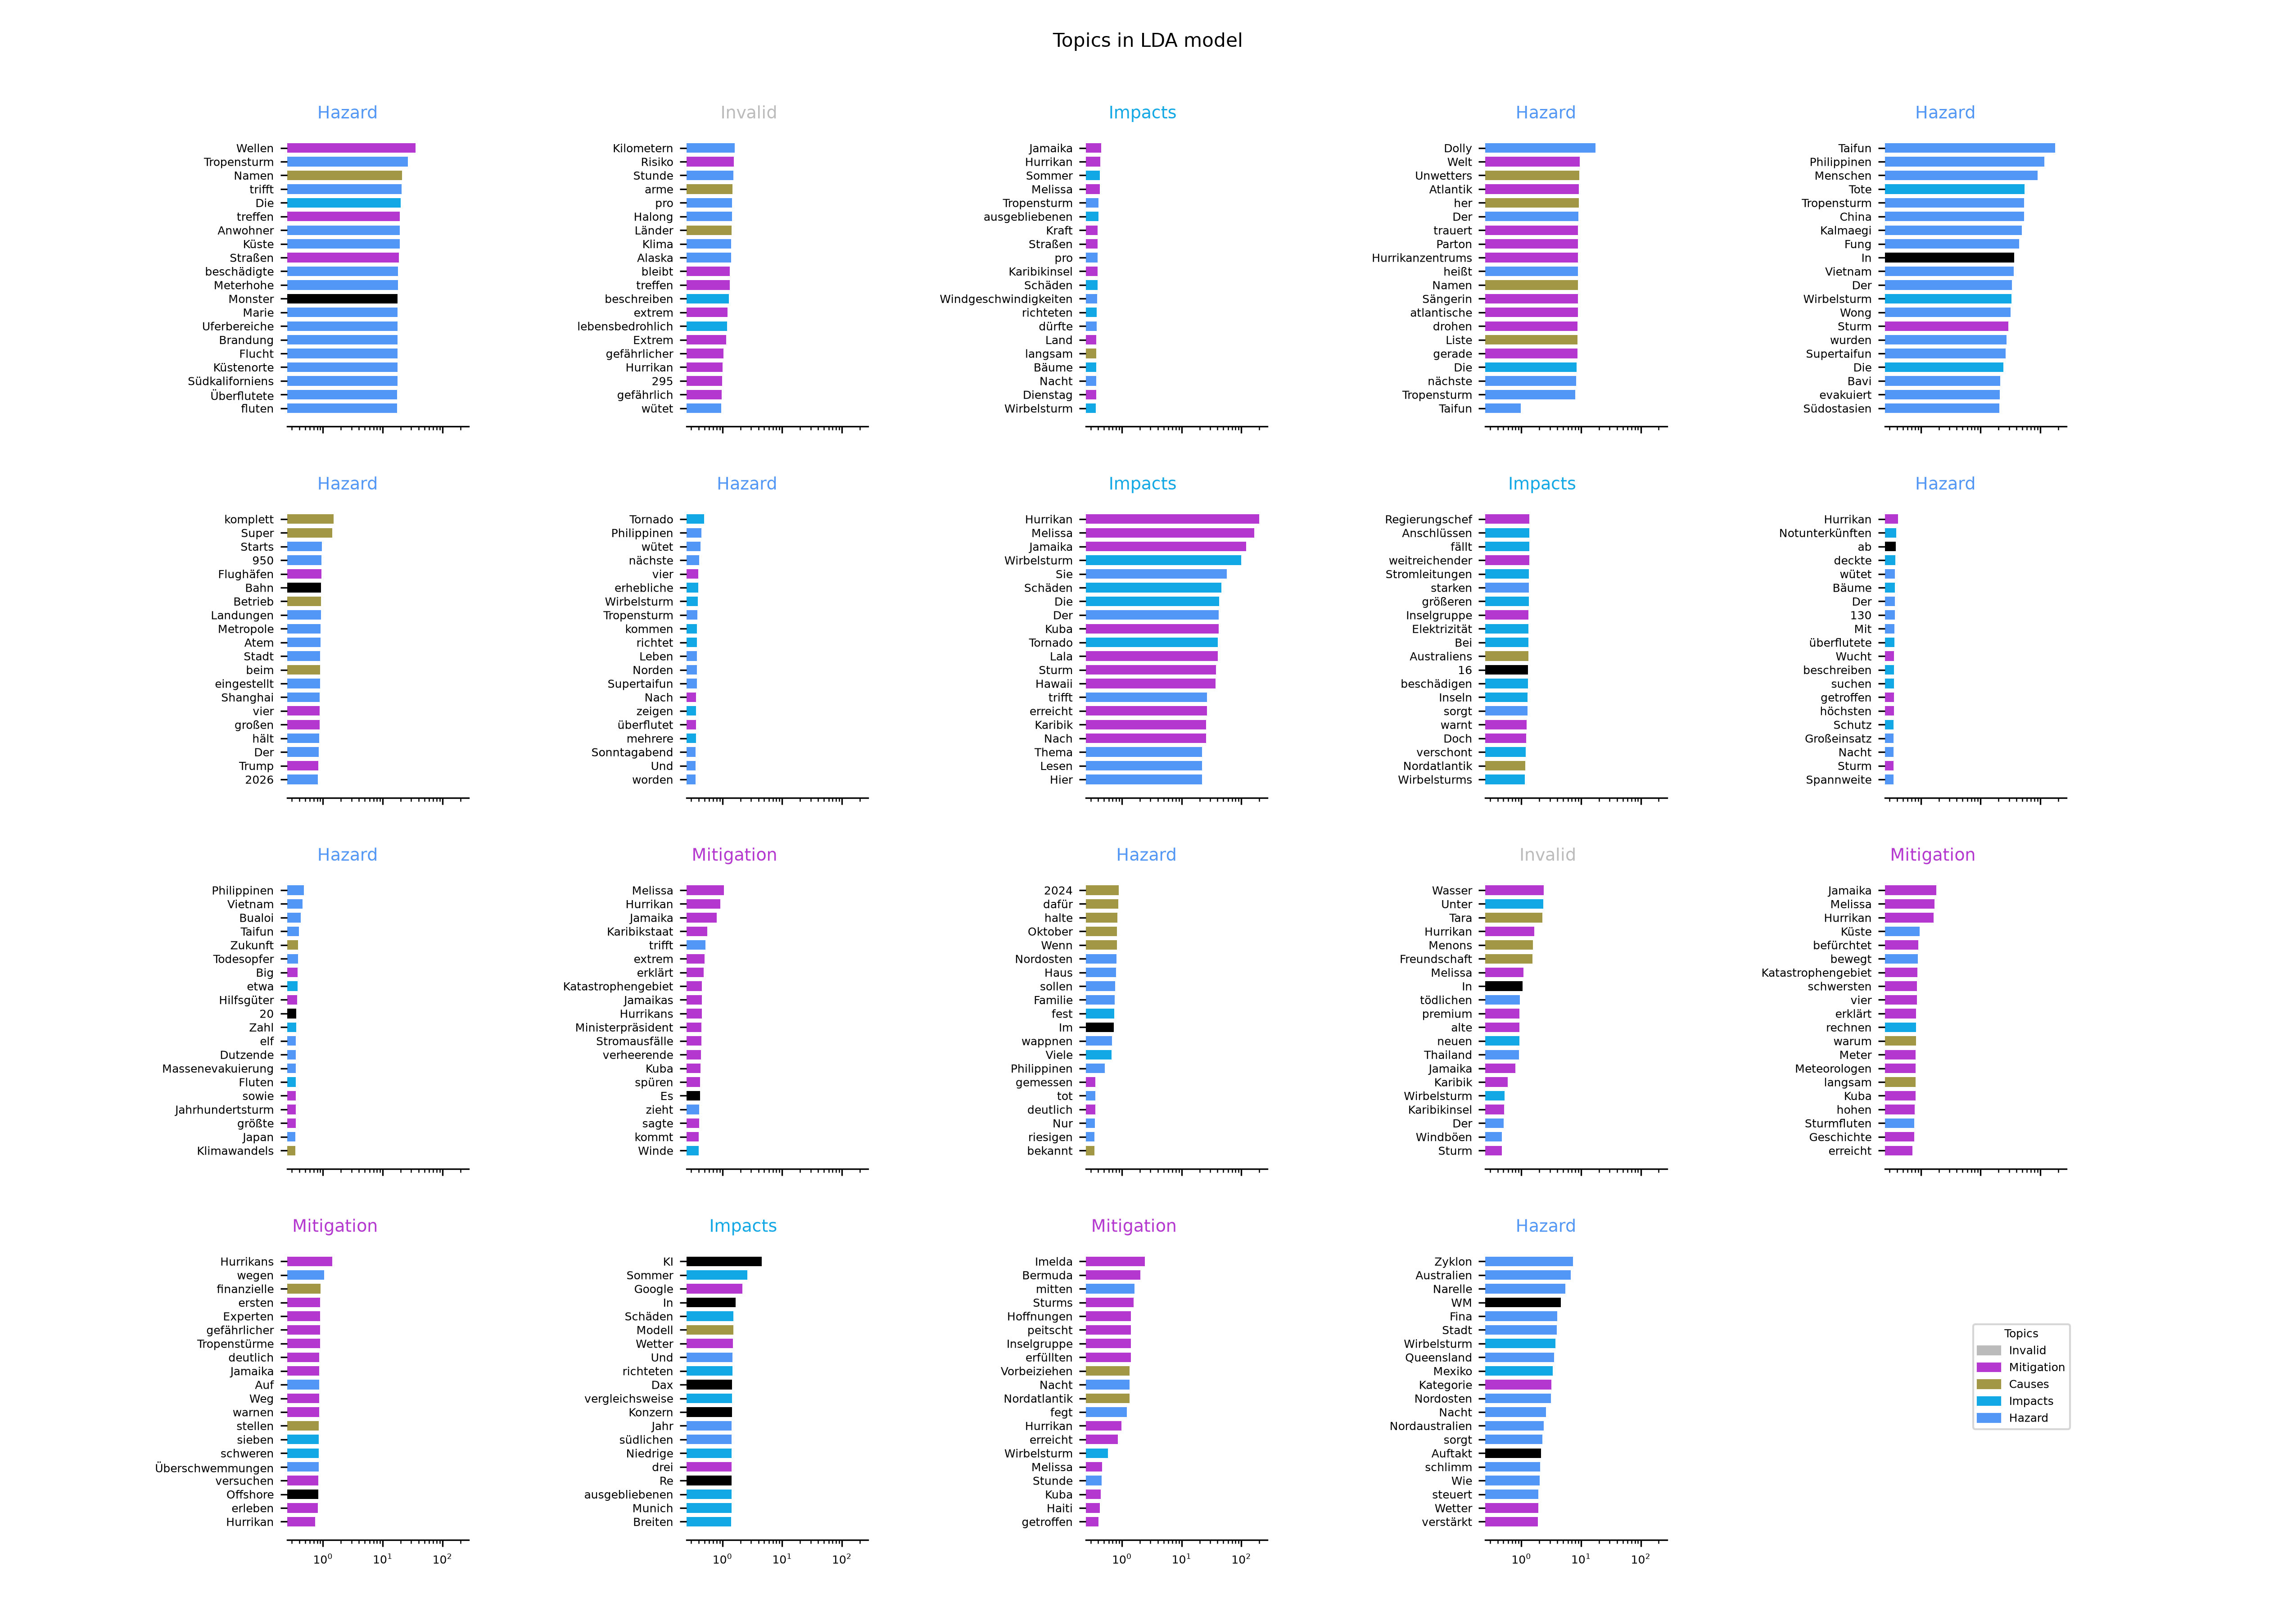 Topics in LDA model
Hazard
Wellen
Tropensturm
Namen
trifft
Die
treffen
Anwohner
Küste
Straßen
beschädigte
Meterhohe
Monster
Marie
Uferbereiche
Brandung
Flucht
Küstenorte
Südkaliforniens
Überflutete
fluten
Invalid
Kilometern
Risiko
Stunde
arme
pro
Halong
Länder
Klima
Alaska
bleibt
treffen
beschreiben
extrem
lebensbedrohlich
Extrem
gefährlicher
Hurrikan
295
gefährlich
wütet
Impacts
Jamaika
Hurrikan
Sommer
Melissa
Tropensturm
ausgebliebenen
Kraft
Straßen
pro
Karibikinsel
Schäden
Windgeschwindigkeiten
richteten
dürfte
Land
langsam
Bäume
Nacht
Dienstag
Wirbelsturm
Hazard
Dolly
Welt
Unwetters
Atlantik
her
Der
trauert
Parton
Hurrikanzentrums
heißt
Namen
Sängerin
atlantische
drohen
Liste
gerade
Die
nächste
Tropensturm
Taifun
Hazard
Taifun
Philippinen
Menschen
Tote
Tropensturm
China
Kalmaegi
Fung
In
Vietnam
Der
Wirbelsturm
Wong
Sturm
wurden
Supertaifun
Die
Bavi
evakuiert
Südostasien
Hazard
komplett
Super
Starts
950
Flughäfen
Bahn
Betrieb
Landungen
Metropole
Atem
Stadt
beim
eingestellt
Shanghai
vier
großen
hält
Der
Trump
2026
Hazard
Tornado
Philippinen
wütet
nächste
vier
erhebliche
Wirbelsturm
Tropensturm
kommen
richtet
Leben
Norden
Supertaifun
Nach
zeigen
überflutet
mehrere
Sonntagabend
Und
worden
Impacts
Hurrikan
Melissa
Jamaika
Wirbelsturm
Sie
Schäden
Die
Der
Kuba
Tornado
Lala
Sturm
Hawaii
trifft
erreicht
Karibik
Nach
Thema
Lesen
Hier
Impacts
Regierungschef
Anschlüssen
fällt
weitreichender
Stromleitungen
starken
größeren
Inselgruppe
Elektrizität
Bei
Australiens
16
beschädigen
Inseln
sorgt
warnt
Doch
verschont
Nordatlantik
Wirbelsturms
Hazard
Hurrikan
Notunterkünften
ab
deckte
wütet
Bäume
Der
130
Mit
überflutete
Wucht
beschreiben
suchen
getroffen
höchsten
Schutz
Großeinsatz
Nacht
Sturm
Spannweite
Hazard
Philippinen
Vietnam
Bualoi
Taifun
Zukunft
Todesopfer
Big
etwa
Hilfsgüter
20
Zahl
elf
Dutzende
Massenevakuierung
Fluten
sowie
Jahrhundertsturm
größte
Japan
Klimawandels
Mitigation
Melissa
Hurrikan
Jamaika
Karibikstaat
trifft
extrem
erklärt
Katastrophengebiet
Jamaikas
Hurrikans
Ministerpräsident
Stromausfälle
verheerende
Kuba
spüren
Es
zieht
sagte
kommt
Winde
Hazard
2024
dafür
halte
Oktober
Wenn
Nordosten
Haus
sollen
Familie
fest
Im
wappnen
Viele
Philippinen
gemessen
tot
deutlich
Nur
riesigen
bekannt
Invalid
Wasser
Unter
Tara
Hurrikan
Menons
Freundschaft
Melissa
In
tödlichen
premium
alte
neuen
Thailand
Jamaika
Karibik
Wirbelsturm
Karibikinsel
Der
Windböen
Sturm
Mitigation
Jamaika
Melissa
Hurrikan
Küste
befürchtet
bewegt
Katastrophengebiet
schwersten
vier
erklärt
rechnen
warum
Meter
Meteorologen
langsam
Kuba
hohen
Sturmfluten
Geschichte
erreicht
Mitigation
Hurrikans
wegen
finanzielle
ersten
Experten
gefährlicher
Tropenstürme
deutlich
Jamaika
Auf
Weg
warnen
stellen
sieben
schweren
Überschwemmungen
versuchen
Offshore
erleben
Hurrikan
10⁰ 10¹ 10²
Impacts
KI
Sommer
Google
In
Schäden
Modell
Wetter
Und
richteten
Dax
vergleichsweise
Konzern
Jahr
südlichen
Niedrige
drei
Re
ausgebliebenen
Munich
Breiten
10⁰ 10¹ 10²
Mitigation
Imelda
Bermuda
mitten
Sturms
Hoffnungen
peitscht
Inselgruppe
erfüllten
Vorbeiziehen
Nacht
Nordatlantik
fegt
Hurrikan
erreicht
Wirbelsturm
Melissa
Stunde
Kuba
Haiti
getroffen
10⁰ 10¹ 10²
Hazard
Zyklon
Australien
Narelle
WM
Fina
Stadt
Wirbelsturm
Queensland
Mexiko
Kategorie
Nordosten
Nacht
Nordaustralien
sorgt
Auftakt
schlimm
Wie
steuert
Wetter
verstärkt
10⁰ 10¹ 10²
Topics
Invalid
Mitigation
Causes
Impacts
Hazard